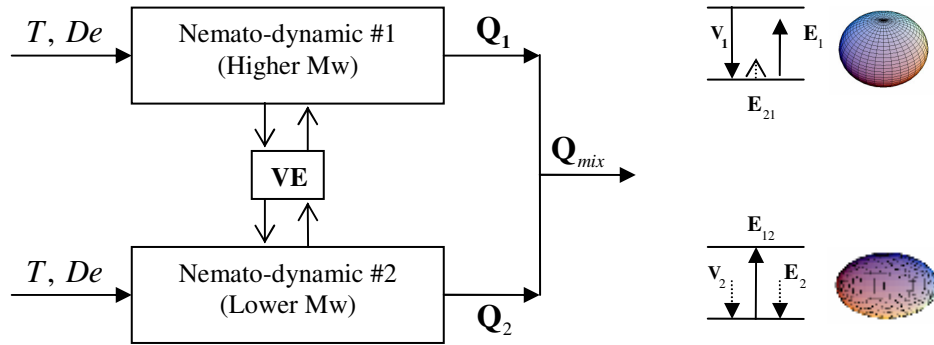 T, De
Nemato-dynamic #1
(Higher Mw)
Q₁
VE
Q_mix
T, De
Nemato-dynamic #2
(Lower Mw)
Q₂
V₁
E₁
E₂₁
E₁₂
V₂
E₂